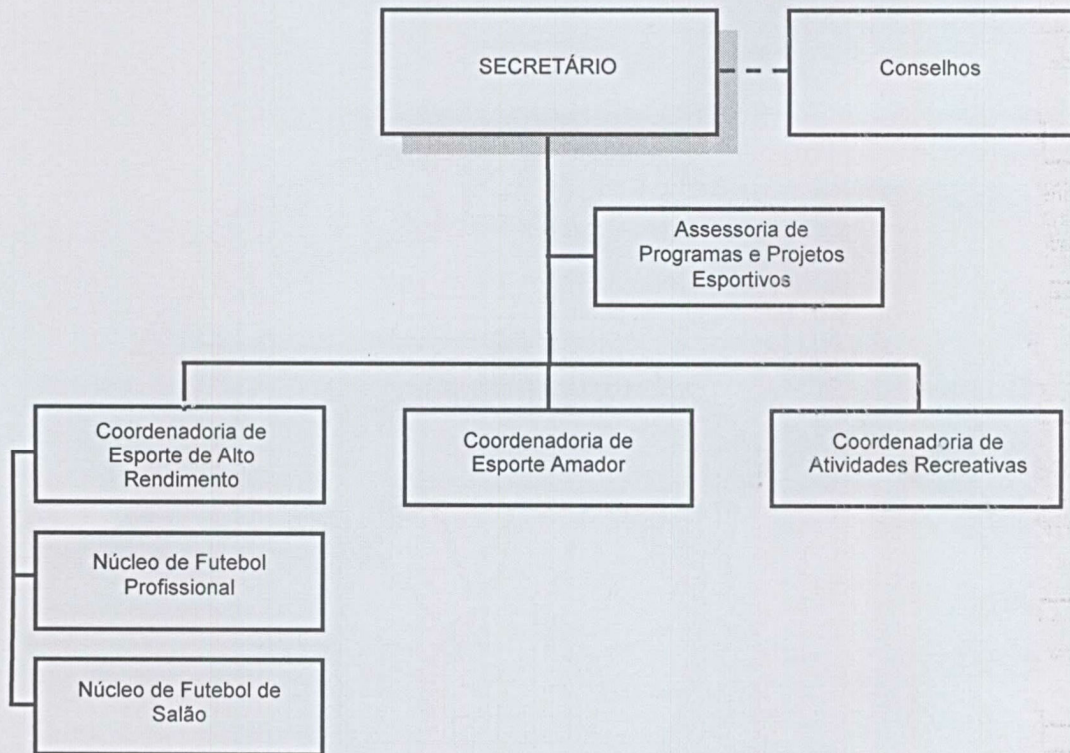 SECRETÁRIO
Conselhos
Assessoria de
Programas e Projetos
Esportivos
Coordenadoria de
Esporte de Alto
Rendimento
Coordenadoria de
Esporte Amador
Coordenadoria de
Atividades Recreativas
Núcleo de Futebol
Profissional
Núcleo de Futebol de
Salão